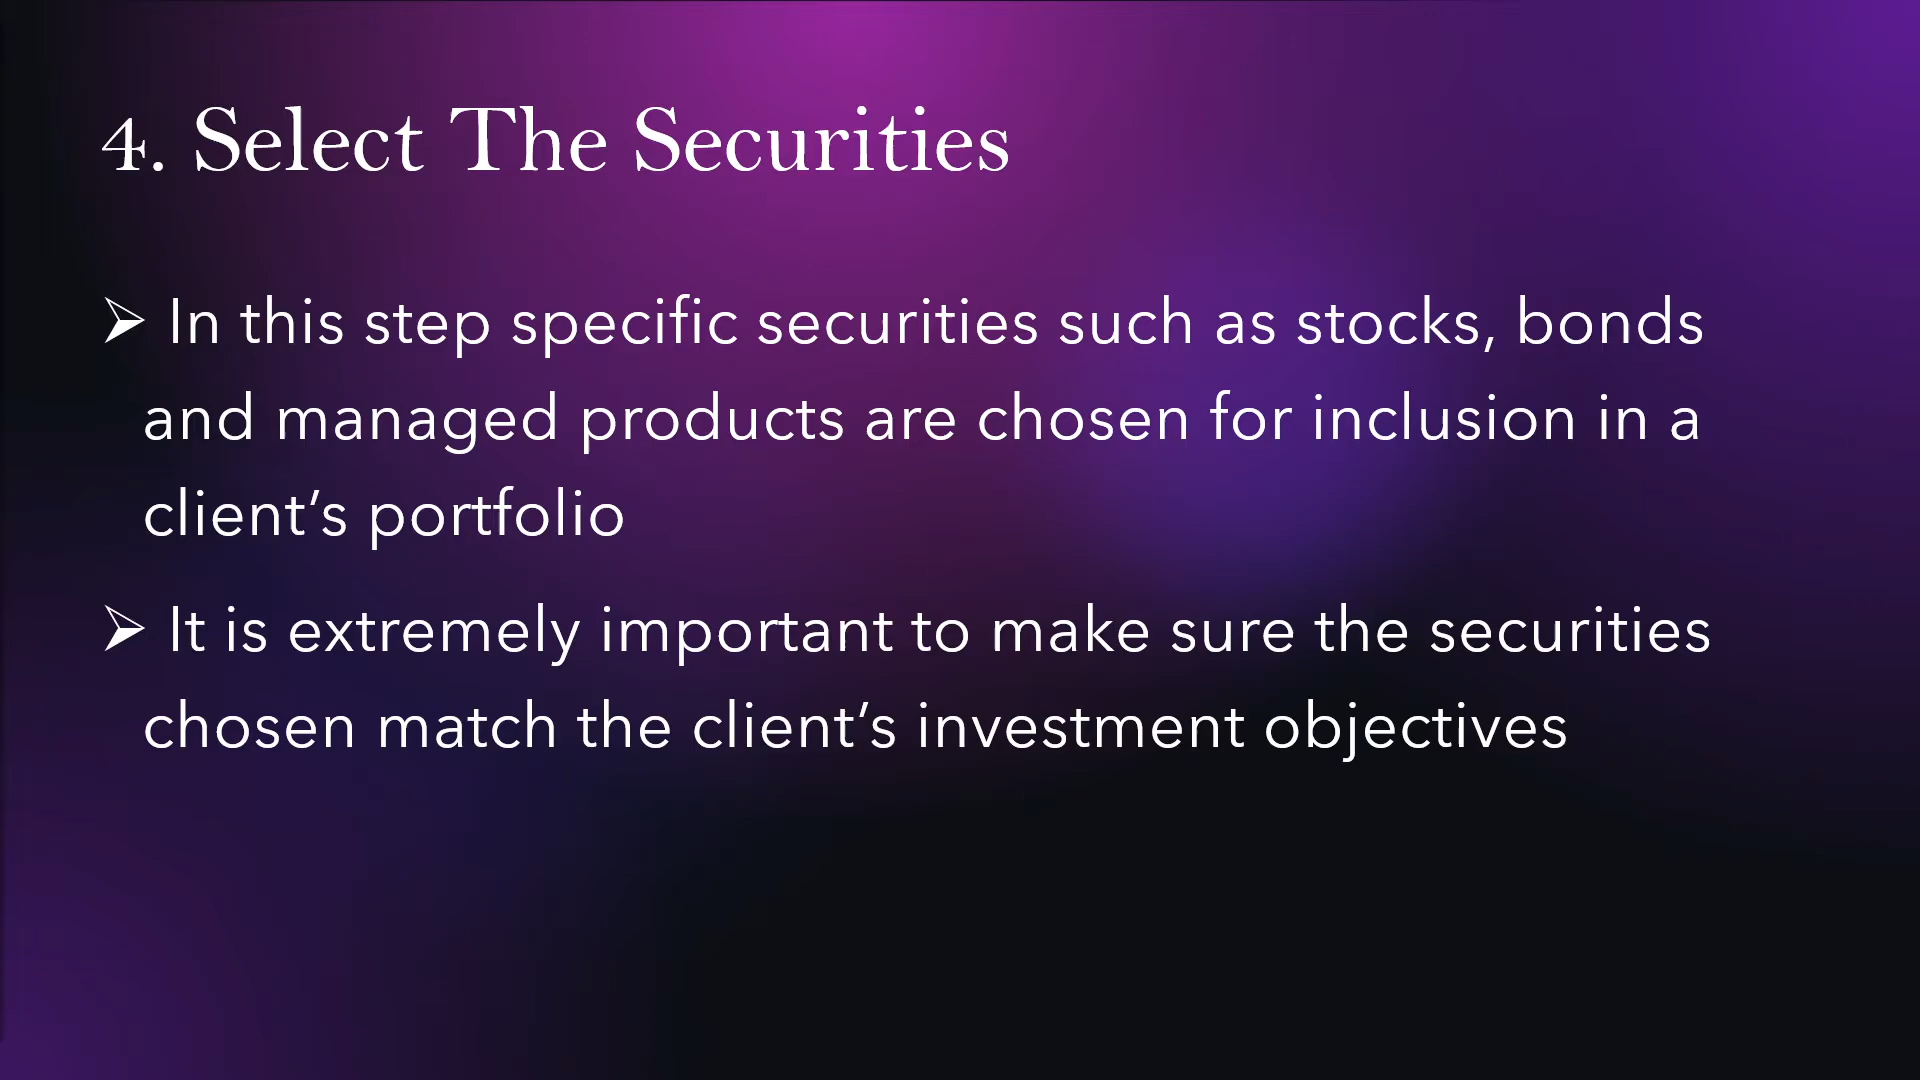 4. Select The Securities
➢ In this step specific securities such as stocks, bonds
and managed products are chosen for inclusion in a
client’s portfolio
➢ It is extremely important to make sure the securities
chosen match the client’s investment objectives